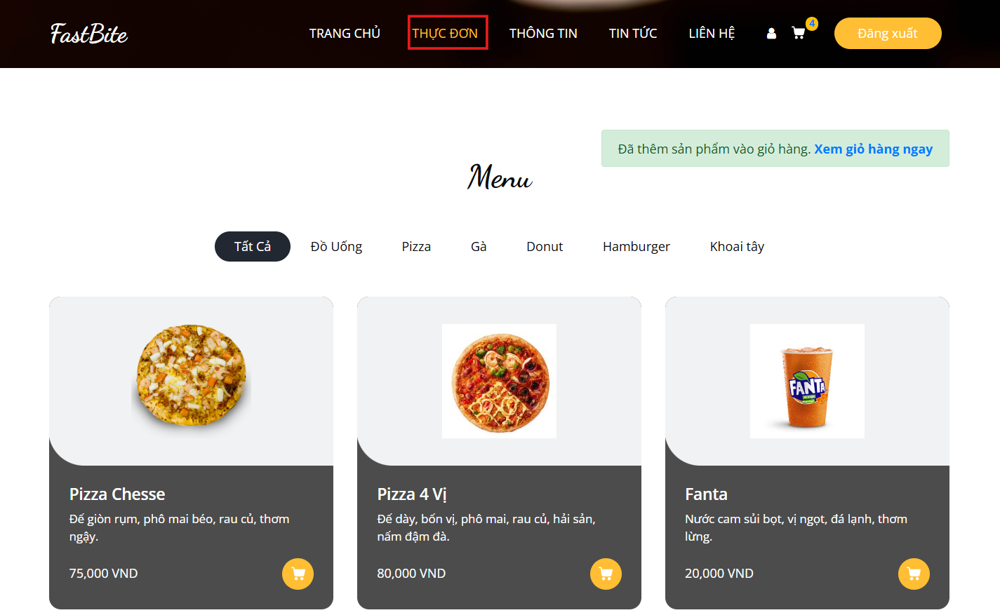 FastBite
TRANG CHỦ
THỰC ĐƠN
THÔNG TIN
TIN TỨC
LIÊN HỆ
4
Đăng xuất
Đã thêm sản phẩm vào giỏ hàng. Xem giỏ hàng ngay
Menu
Tất Cả
Đồ Uống
Pizza
Gà
Donut
Hamburger
Khoai tây
FANTA
Pizza Chesse
Đế giòn rụm, phô mai béo, rau củ, thơm
ngậy.
75,000 VND
Pizza 4 Vị
Đế dày, bốn vị, phô mai, rau củ, hải sản,
nấm đậm đà.
80,000 VND
Fanta
Nước cam sủi bọt, vị ngọt, đá lạnh, thơm
lừng.
20,000 VND